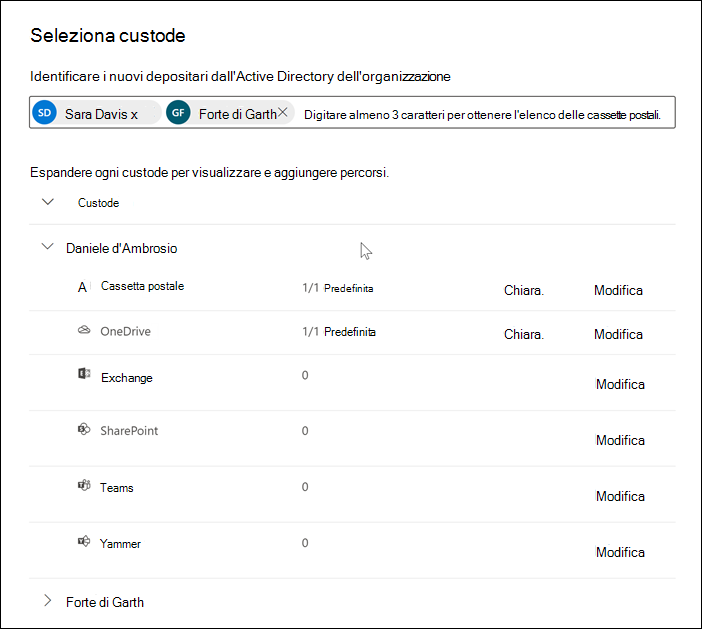 Seleziona custode
Identificare i nuovi depositari dall'Active Directory dell'organizzazione
SD Sara Davis x GF Forte di Garth Digitare almeno 3 caratteri per ottenere l'elenco delle cassette postali.
Espandere ogni custode per visualizzare e aggiungere percorsi.
Custode
Daniele d'Ambrosio
A Cassetta postale 1/1 Predefinita Chiara. Modifica
OneDrive 1/1 Predefinita Chiara. Modifica
Exchange 0 Modifica
SharePoint 0 Modifica
Teams 0 Modifica
Yammer 0 Modifica
Forte di Garth